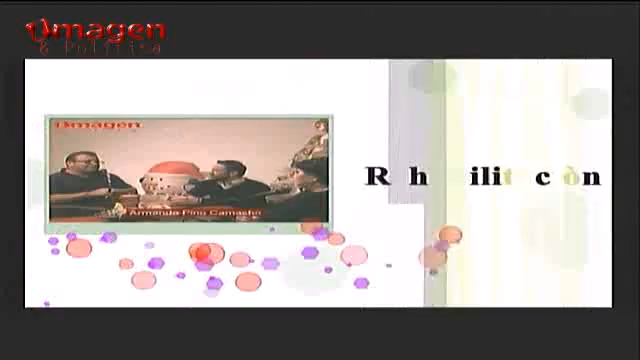 Imagen
& Política
Imagen
Armando Pino Camacho
R h ilit c òn